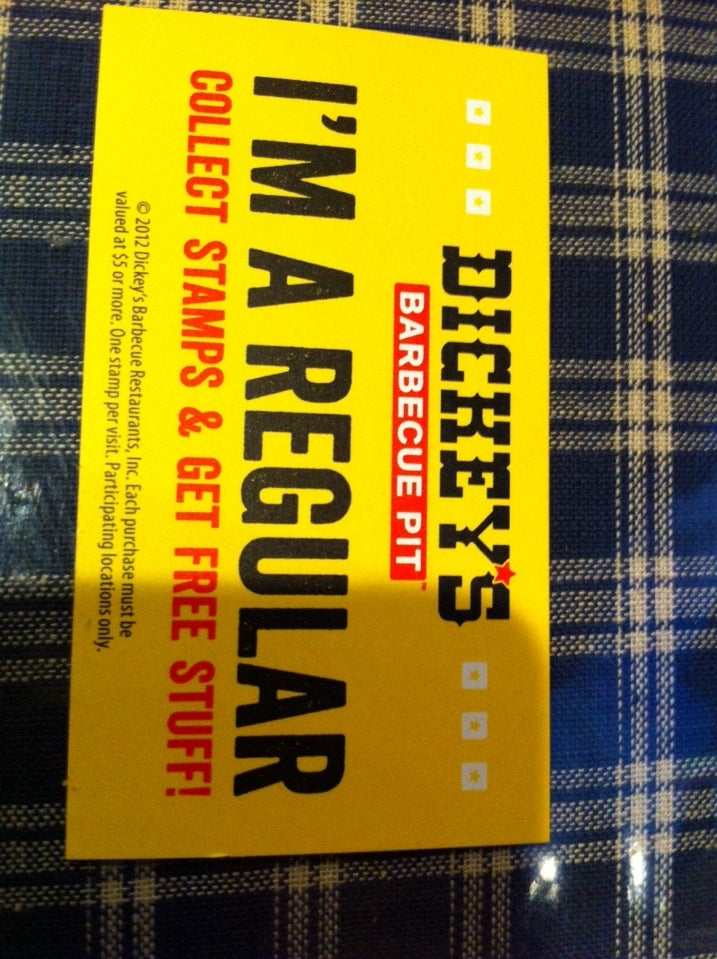 DICKEY'S
BARBECUE PIT™
I'M A REGULAR
COLLECT STAMPS & GET FREE STUFF!
© 2012 Dickey's Barbecue Restaurants, Inc. Each purchase must be
valued at $5 or more. One stamp per visit. Participating locations only.